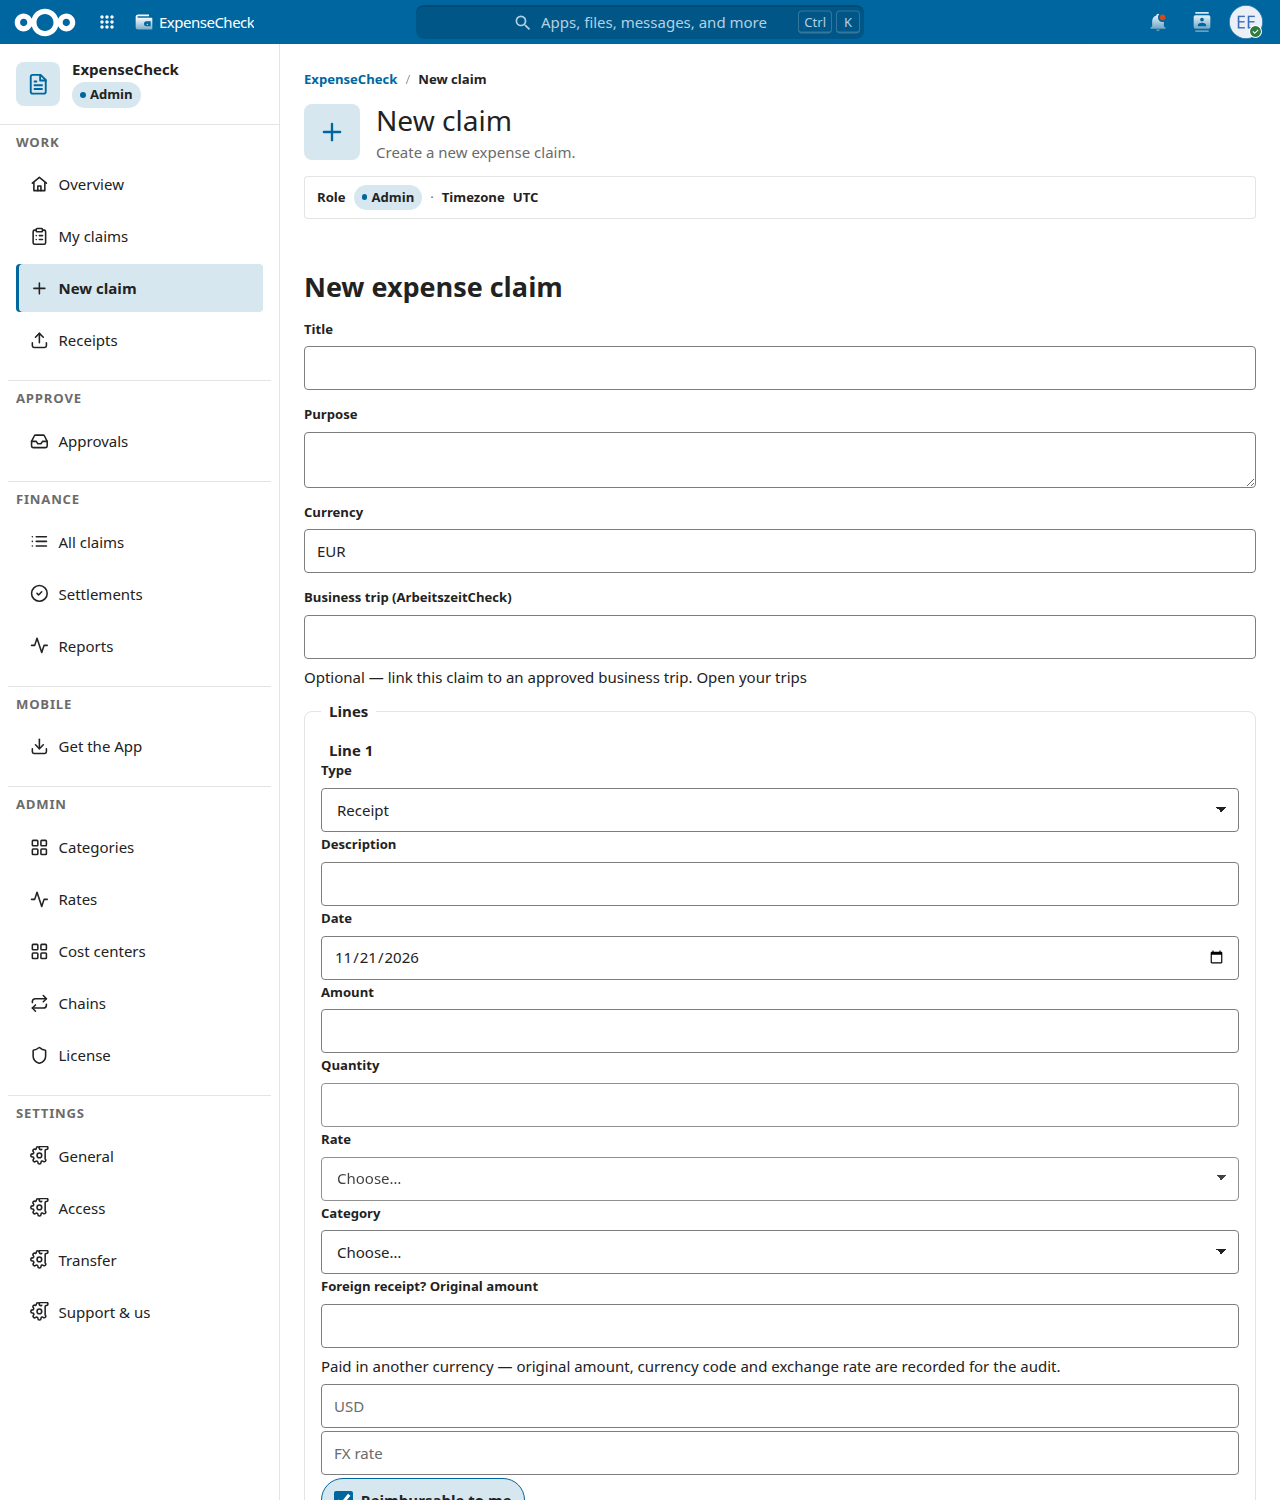 ExpenseCheck
Apps, files, messages, and more
Ctrl
K
EF
ExpenseCheck
Admin
WORK
Overview
My claims
New claim
Receipts
APPROVE
Approvals
FINANCE
All claims
Settlements
Reports
MOBILE
Get the App
ADMIN
Categories
Rates
Cost centers
Chains
License
SETTINGS
General
Access
Transfer
Support & us
ExpenseCheck / New claim
New claim
Create a new expense claim.
Role Admin · Timezone UTC
New expense claim
Title
Purpose
Currency
EUR
Business trip (ArbeitszeitCheck)
Optional — link this claim to an approved business trip. Open your trips
Lines
Line 1
Type
Receipt
Description
Date
11/21/2026
Amount
Quantity
Rate
Choose...
Category
Choose...
Foreign receipt? Original amount
Paid in another currency — original amount, currency code and exchange rate are recorded for the audit.
USD
FX rate
Reimbursable to me